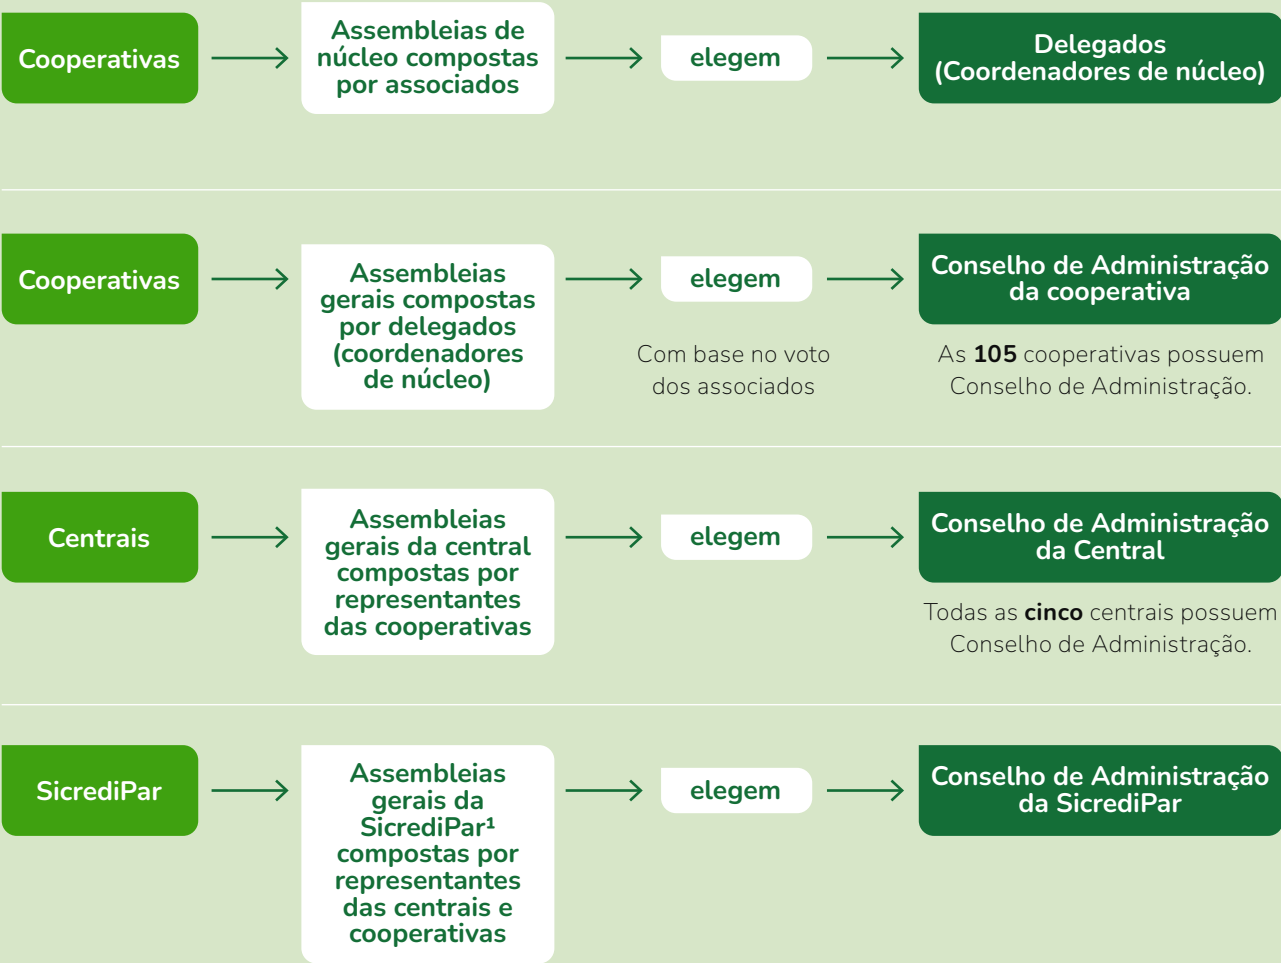 Cooperativas
Assembleias de
núcleo compostas
por associados
elegem
Delegados
(Coordenadores de núcleo)
Cooperativas
Assembleias
gerais compostas
por delegados
(coordenadores
de núcleo)
elegem
Com base no voto
dos associados
Conselho de Administração
da cooperativa
As 105 cooperativas possuem
Conselho de Administração.
Centrais
Assembleias
gerais da central
compostas por
representantes
das cooperativas
elegem
Conselho de Administração
da Central
Todas as cinco centrais possuem
Conselho de Administração.
SicrediPar
Assembleias
gerais da
SicrediPar¹
compostas por
representantes
das centrais e
cooperativas
elegem
Conselho de Administração
da SicrediPar